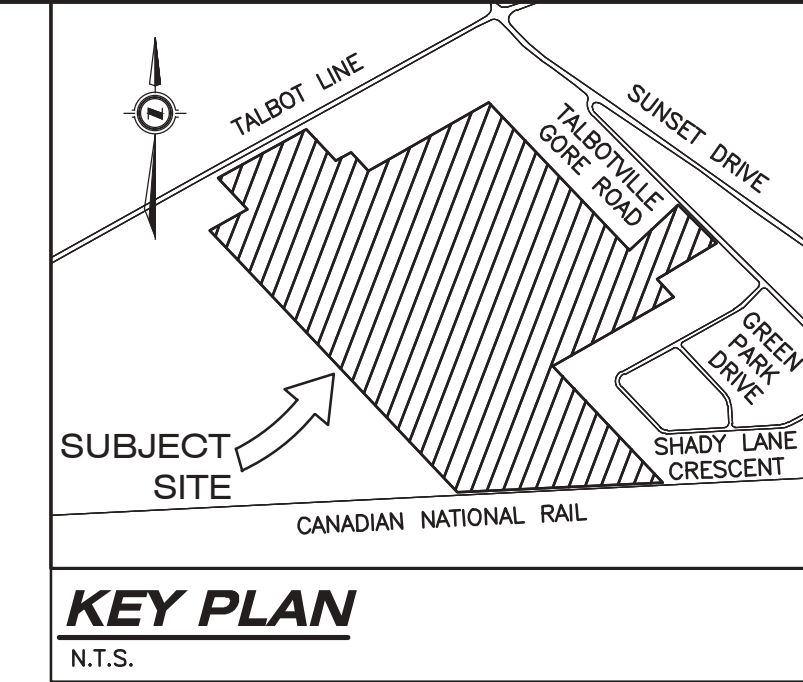 TALBOT LINE
SUNSET DRIVE
TALBOTVILLE
GORE ROAD
N
GREEN
PARK
DRIVE
SUBJECT
SITE
SHADY LANE
CRESCENT
CANADIAN NATIONAL RAIL
KEY PLAN
N.T.S.